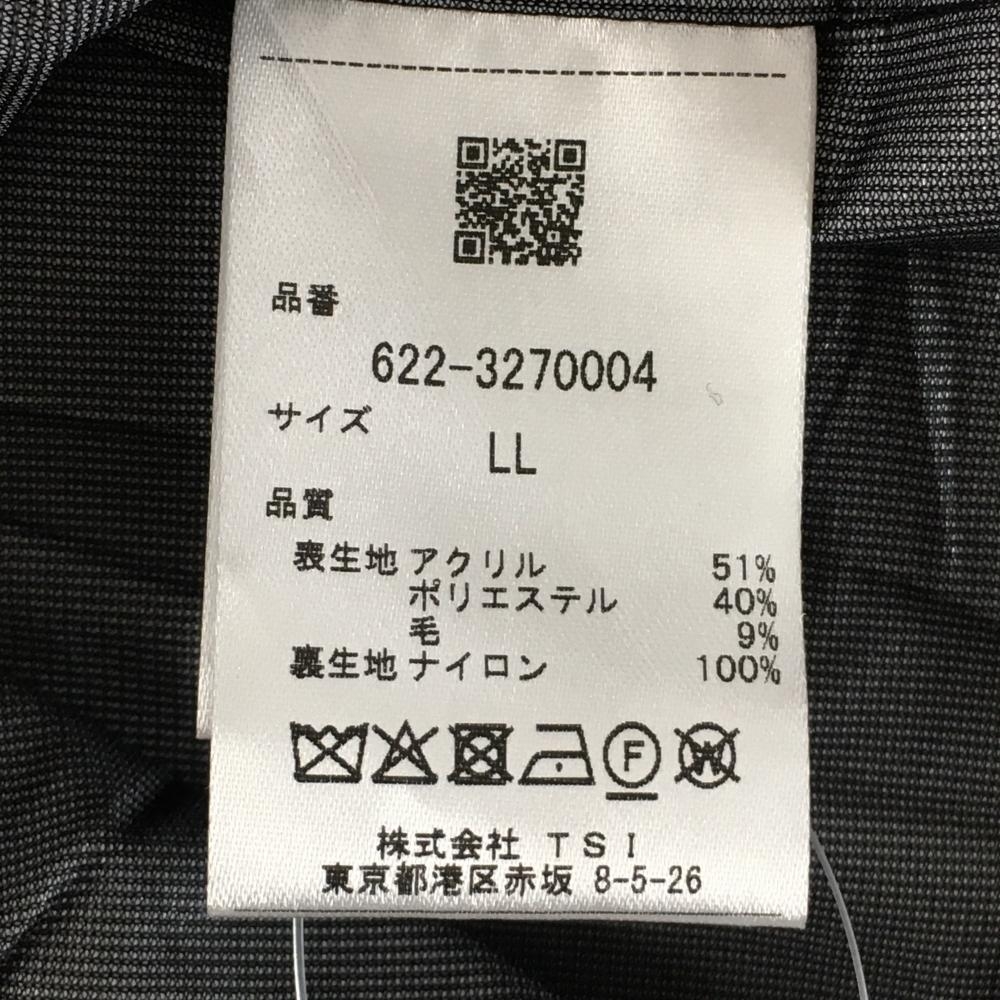 品番
622-3270004
サイズ
LL
品質
表生地 アクリル 51%
ポリエステル 40%
毛 9%
裏生地 ナイロン 100%
F W
株式会社 TSI
東京都港区赤坂 8-5-26